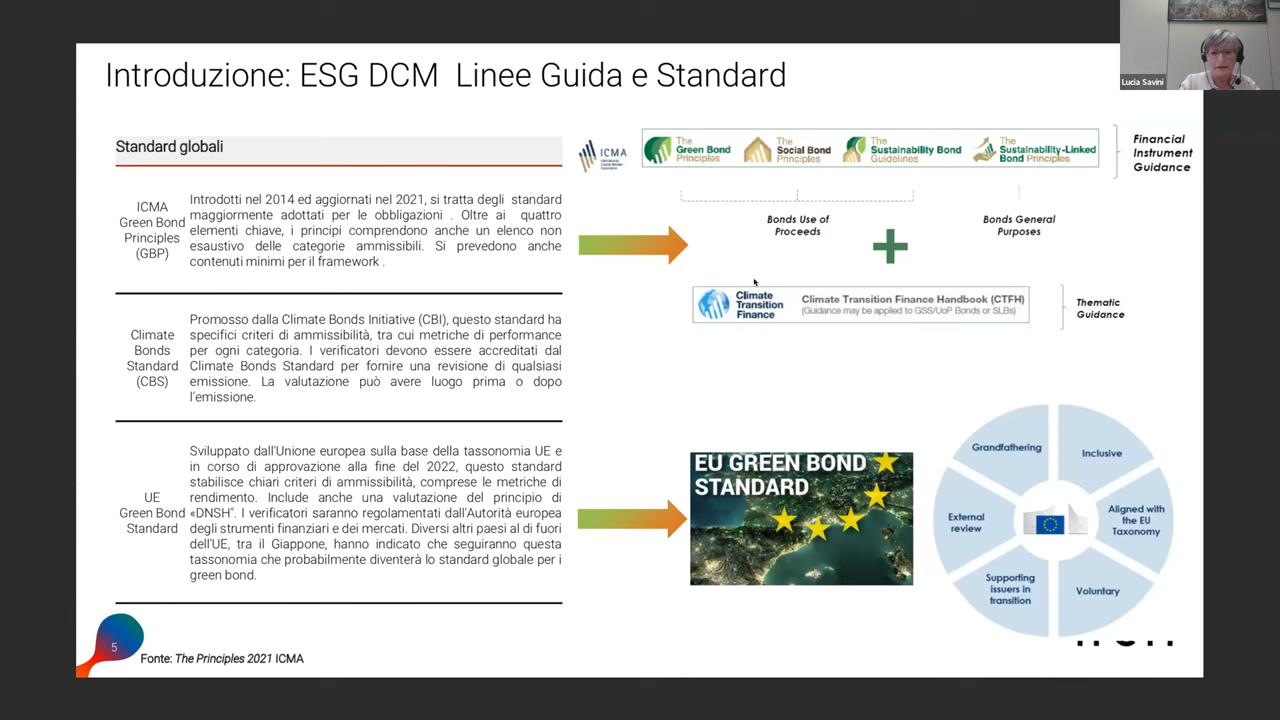 Introduzione: ESG DCM Linee Guida e Standard
Lucia Savini
Standard globali
ICMA
Green Bond
Principles
(GBP)
Introdotti nel 2014 ed aggiornati nel 2021, si tratta degli standard
maggiormente adottati per le obbligazioni . Oltre ai quattro
elementi chiave, i principi comprendono anche un elenco non
esaustivo delle categorie ammissibili. Si prevedono anche
contenuti minimi per il framework .
Climate
Bonds
Standard
(CBS)
Promosso dalla Climate Bonds Initiative (CBI), questo standard ha
specifici criteri di ammissibilità, tra cui metriche di performance
per ogni categoria. I verificatori devono essere accreditati dal
Climate Bonds Standard per fornire una revisione di qualsiasi
emissione. La valutazione può avere luogo prima o dopo
l'emissione.
UE
Green Bond
Standard
Sviluppato dall'Unione europea sulla base della tassonomia UE e
in corso di approvazione alla fine del 2022, questo standard
stabilisce chiari criteri di ammissibilità, comprese le metriche di
rendimento. Include anche una valutazione del principio di
«DNSH". I verificatori saranno regolamentati dall'Autorità europea
degli strumenti finanziari e dei mercati. Diversi altri paesi al di fuori
dell'UE, tra il Giappone, hanno indicato che seguiranno questa
tassonomia che probabilmente diventerà lo standard globale per i
green bond.
ICMA
The
Green Bond
Principles
The
Social Bond
Principles
The
Sustainability Bond
Guidelines
The
Sustainability-Linked
Bond Principles
Financial
Instrument
Guidance
Bonds Use of
Proceeds
Bonds General
Purposes
Climate
Transition
Finance
Climate Transition Finance Handbook (CTFH)
(Guidance may be applied to GSS/UoP Bonds or SLBs)
Thematic
Guidance
EU GREEN BOND
STANDARD
Grandfathering
Inclusive
External
review
Aligned with
the EU
Taxonomy
Supporting
issuers in
transition
Voluntary
5
Fonte: The Principles 2021 ICMA